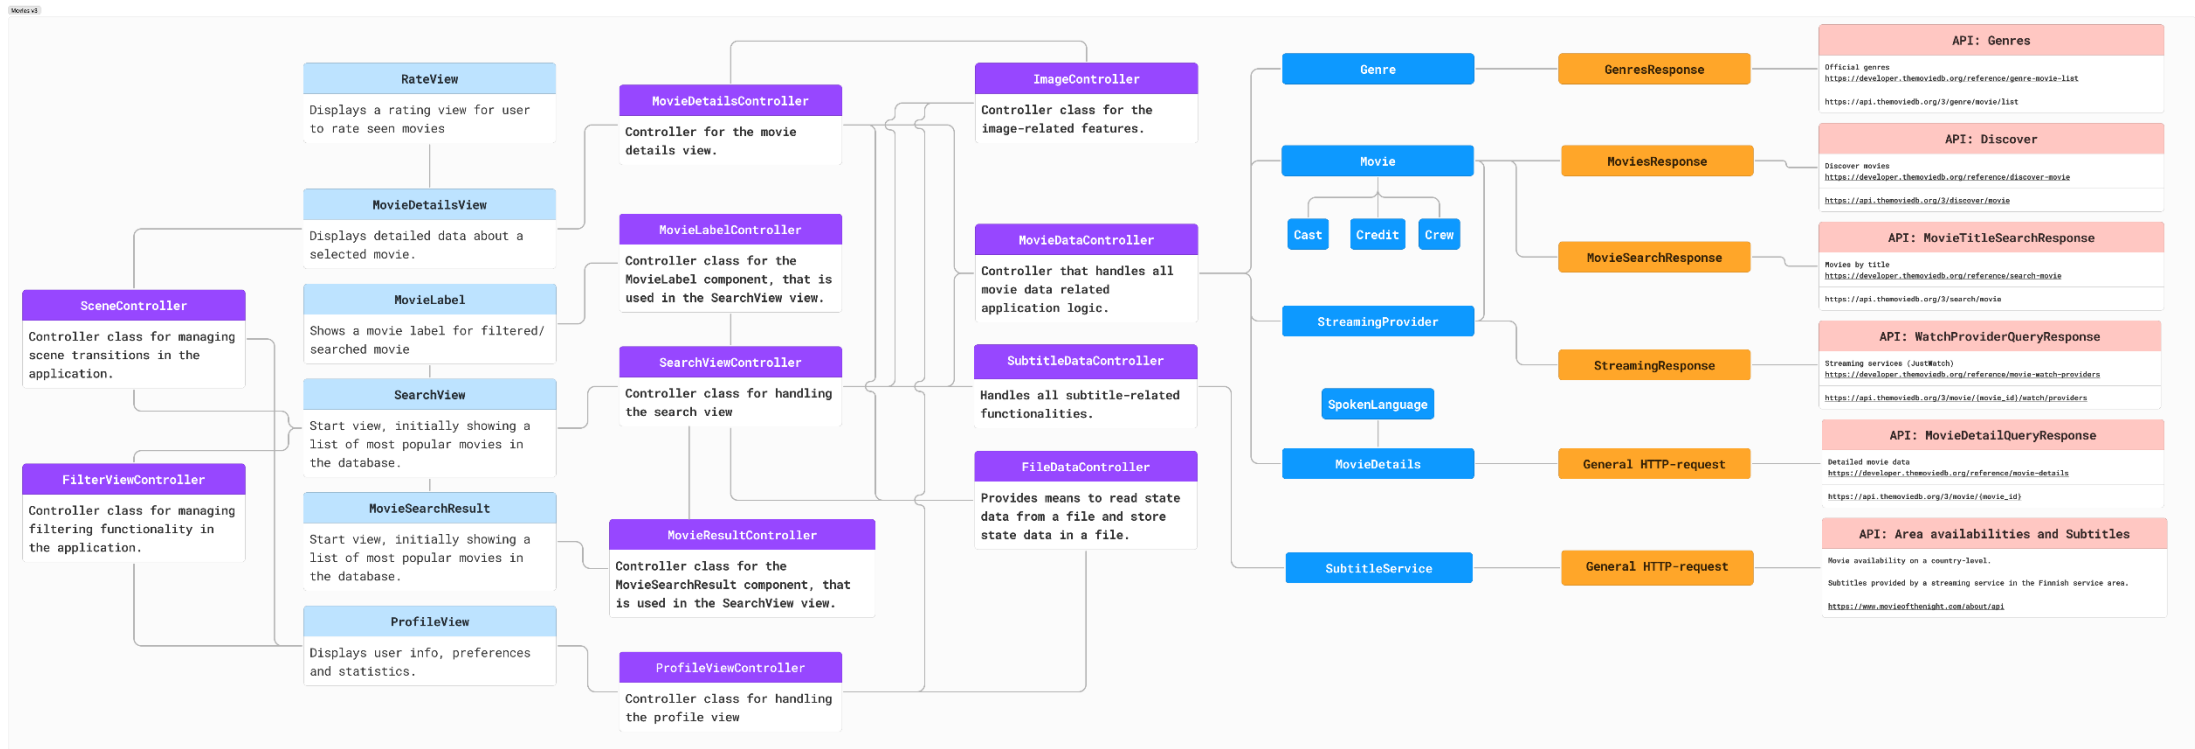 Movies v3
RateView
Displays a rating view for user
to rate seen movies
MovieDetailsView
Displays detailed data about a
selected movie.
MovieLabel
Shows a movie label for filtered/
searched movie
SearchView
Start view, initially showing a
list of most popular movies in
the database.
MovieSearchResult
Start view, initially showing a
list of most popular movies in
the database.
ProfileView
Displays user info, preferences
and statistics.
SceneController
Controller class for managing
scene transitions in the
application.
FilterViewController
Controller class for managing
filtering functionality in
the application.
MovieDetailsController
Controller for the movie
details view.
MovieLabelController
Controller class for the
MovieLabel component, that is
used in the SearchView view.
SearchViewController
Controller class for handling
the search view
MovieResultController
Controller class for the
MovieSearchResult component, that
is used in the SearchView view.
ProfileViewController
Controller class for handling
the profile view
ImageController
Controller class for the
image-related features.
MovieDataController
Controller that handles all
movie data related
application logic.
SubtitleDataController
Handles all subtitle-related
functionalities.
FileDataController
Provides means to read state
data from a file and store
state data in a file.
Genre
Movie
Cast
Credit
Crew
StreamingProvider
SpokenLanguage
MovieDetails
SubtitleService
GenresResponse
MoviesResponse
MovieSearchResponse
StreamingResponse
General HTTP-request
General HTTP-request
API: Genres
Official genres
https://developer.themoviedb.org/reference/genre-movie-list
https://api.themoviedb.org/3/genre/movie/list
API: Discover
Discover movies
https://developer.themoviedb.org/reference/discover-movie
https://api.themoviedb.org/3/discover/movie
API: MovieTitleSearchResponse
Movies by title
https://developer.themoviedb.org/reference/search-movie
https://api.themoviedb.org/3/search/movie
API: WatchProviderQueryResponse
Streaming services (JustWatch)
https://developer.themoviedb.org/reference/movie-watch-providers
https://api.themoviedb.org/3/movie/{movie_id}/watch/providers
API: MovieDetailQueryResponse
Detailed movie data
https://developer.themoviedb.org/reference/movie-details
https://api.themoviedb.org/3/movie/{movie_id}
API: Area availabilities and Subtitles
Movie availability on a country-level.
Subtitles provided by a streaming service in the Finnish service area.
https://www.movieofthenight.com/about/api